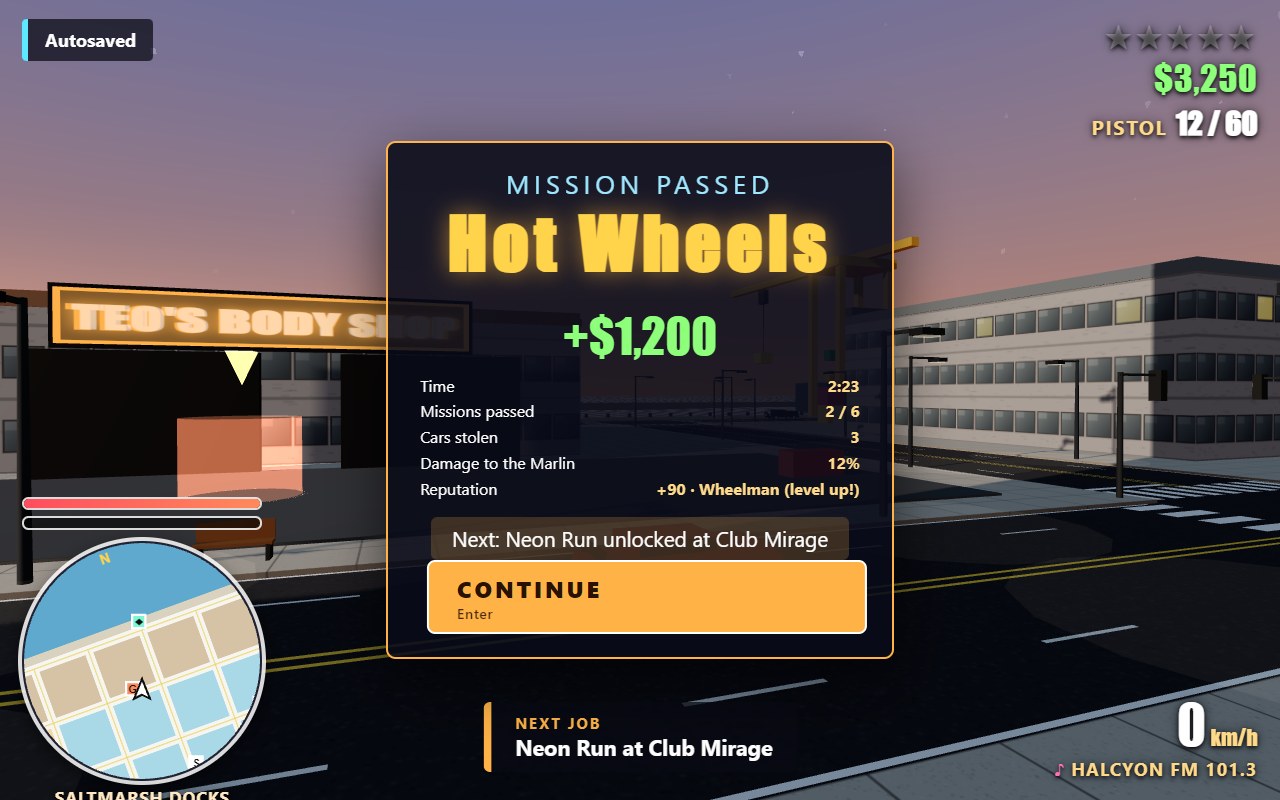 Autosaved
$3,250
PISTOL 12 / 60
MISSION PASSED
Hot Wheels
TEO'S BODY SHOP
+$1,200
Time 2:23
Missions passed 2 / 6
Cars stolen 3
Damage to the Marlin 12%
Reputation +90 · Wheelman (level up!)
Next: Neon Run unlocked at Club Mirage
CONTINUE
Enter
N
G
S
NEXT JOB
Neon Run at Club Mirage
0 km/h
♪ HALCYON FM 101.3
SALTMARSH DOCKS